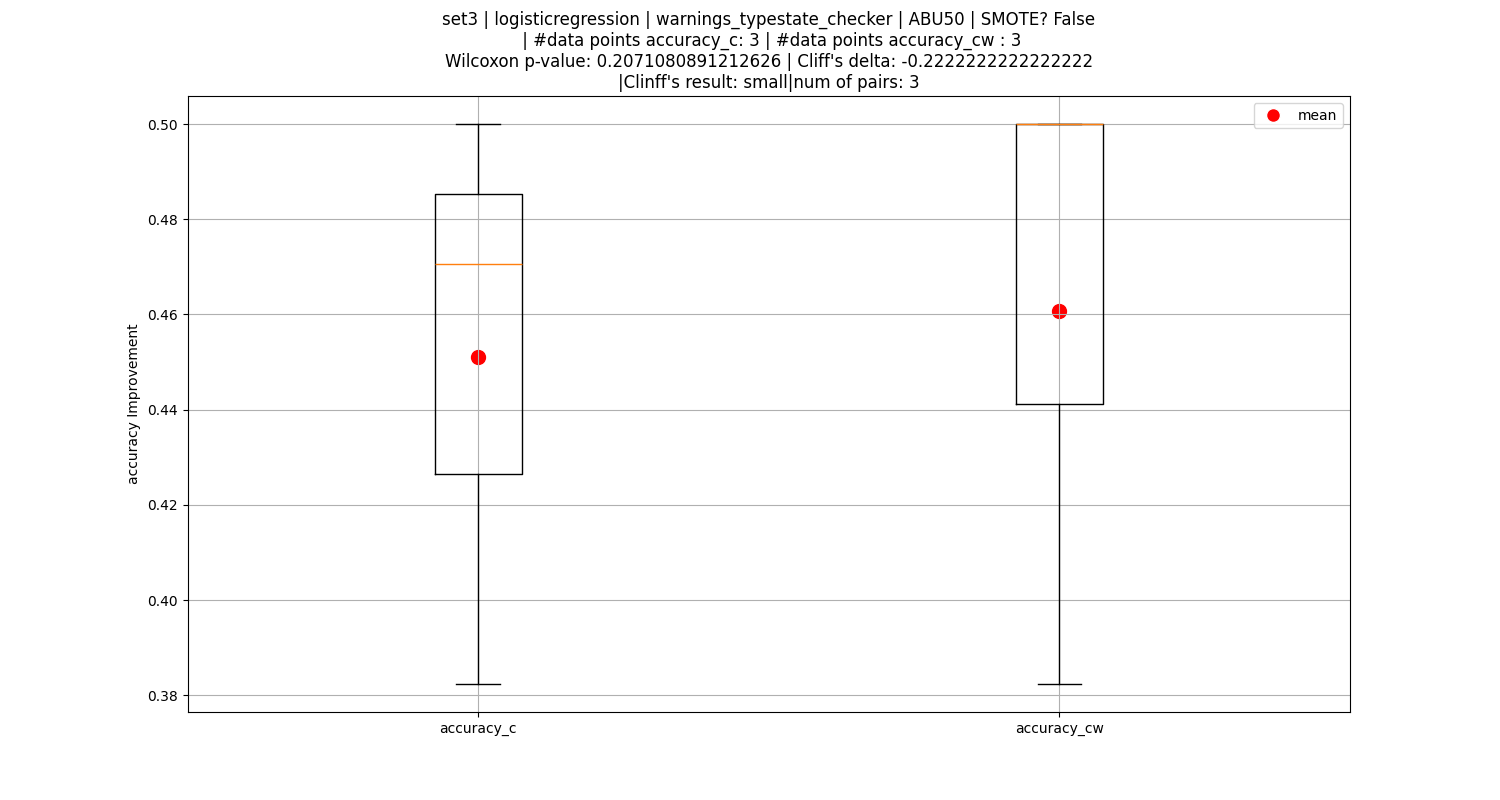 set3 | logisticregression | warnings_typestate_checker | ABU50 | SMOTE? False
| #data points accuracy_c: 3 | #data points accuracy_cw : 3
Wilcoxon p-value: 0.2071080891212626 | Cliff's delta: -0.2222222222222222
|Clinff's result: small|num of pairs: 3
mean
0.50
0.48
0.46
0.44
0.42
0.40
0.38
accuracy Improvement
accuracy_c
accuracy_cw